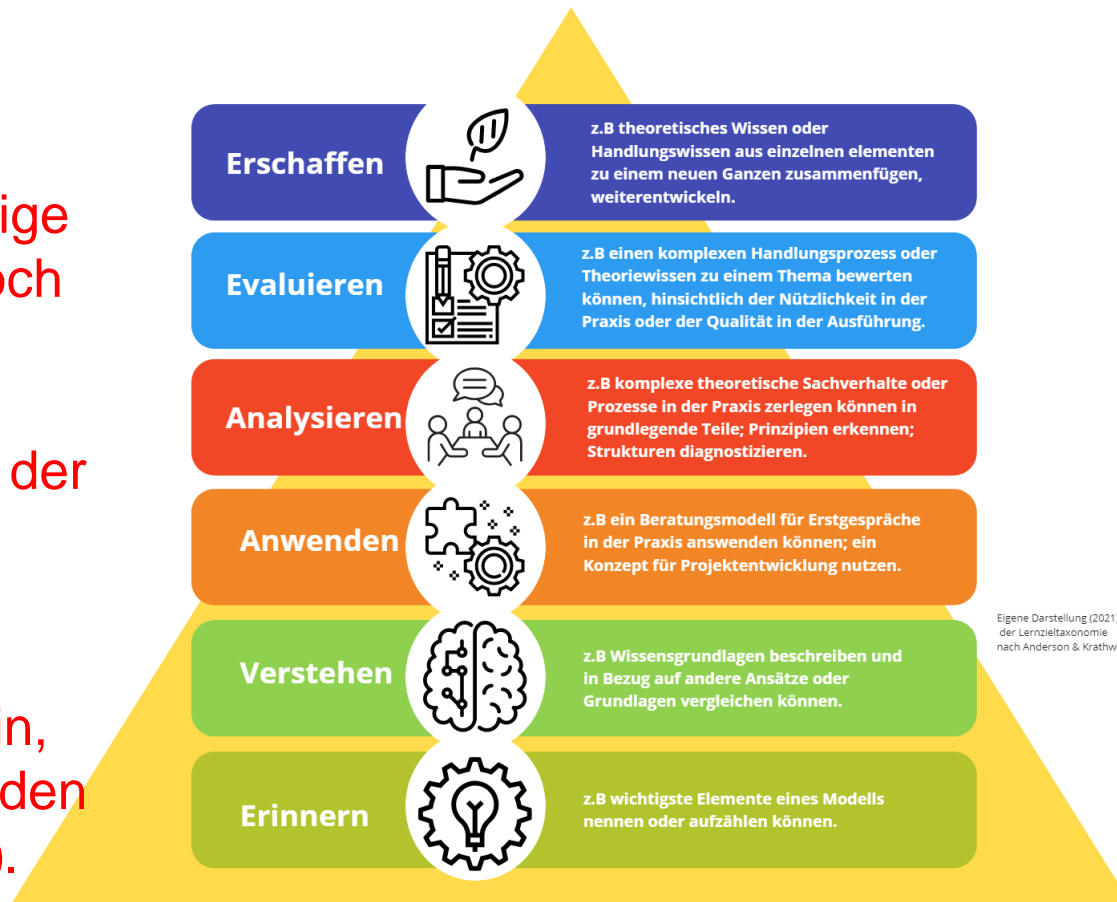 ige
och
der
in,
den
).
Erschaffen
z.B theoretisches Wissen oder
Handlungswissen aus einzelnen elementen
zu einem neuen Ganzen zusammenfügen,
weiterentwickeln.
Evaluieren
z.B einen komplexen Handlungsprozess oder
Theoriewissen zu einem Thema bewerten
können, hinsichtlich der Nützlichkeit in der
Praxis oder der Qualität in der Ausführung.
Analysieren
z.B komplexe theoretische Sachverhalte oder
Prozesse in der Praxis zerlegen können in
grundlegende Teile; Prinzipien erkennen;
Strukturen diagnostizieren.
Anwenden
z.B ein Beratungsmodell für Erstgespräche
in der Praxis answenden können; ein
Konzept für Projektentwicklung nutzen.
Eigene Darstellung (2021)
der Lernzieltaxonomie
nach Anderson & Krathw
Verstehen
z.B Wissensgrundlagen beschreiben und
in Bezug auf andere Ansätze oder
Grundlagen vergleichen können.
Erinnern
z.B wichtigste Elemente eines Modells
nennen oder aufzählen können.